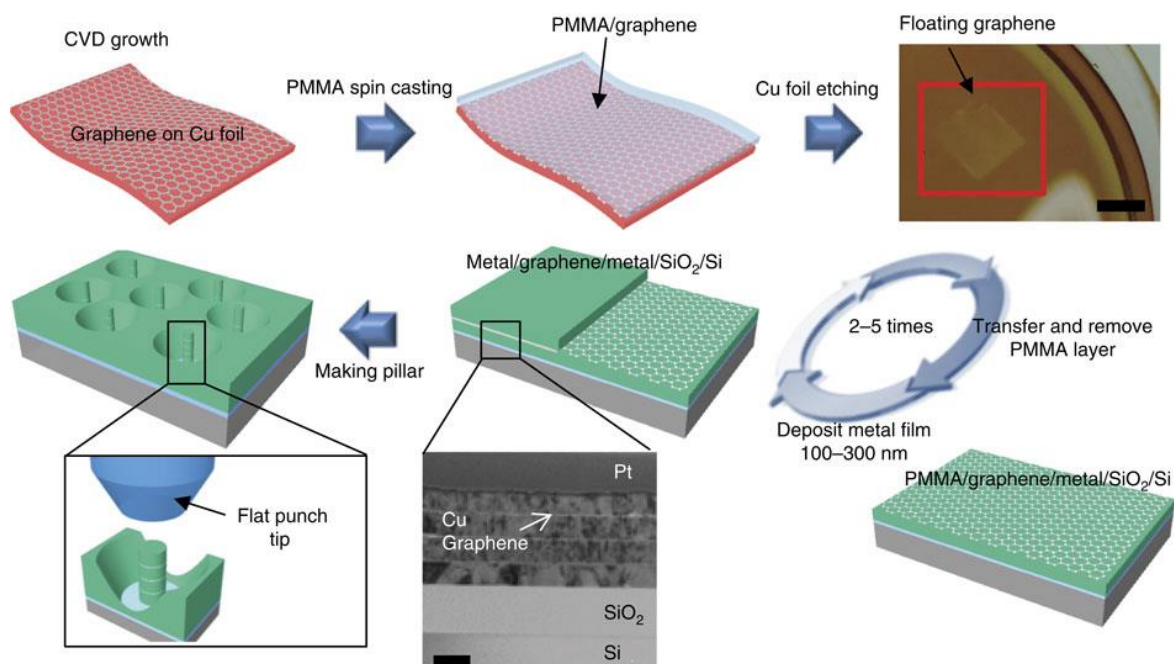 CVD growth
Graphene on Cu foil
PMMA spin casting
PMMA/graphene
Cu foil etching
Floating graphene
2–5 times
Transfer and remove
PMMA layer
Deposit metal film
100–300 nm
PMMA/graphene/metal/SiO₂/Si
Metal/graphene/metal/SiO₂/Si
Making pillar
Flat punch
tip
Pt
Cu
Graphene
SiO₂
Si